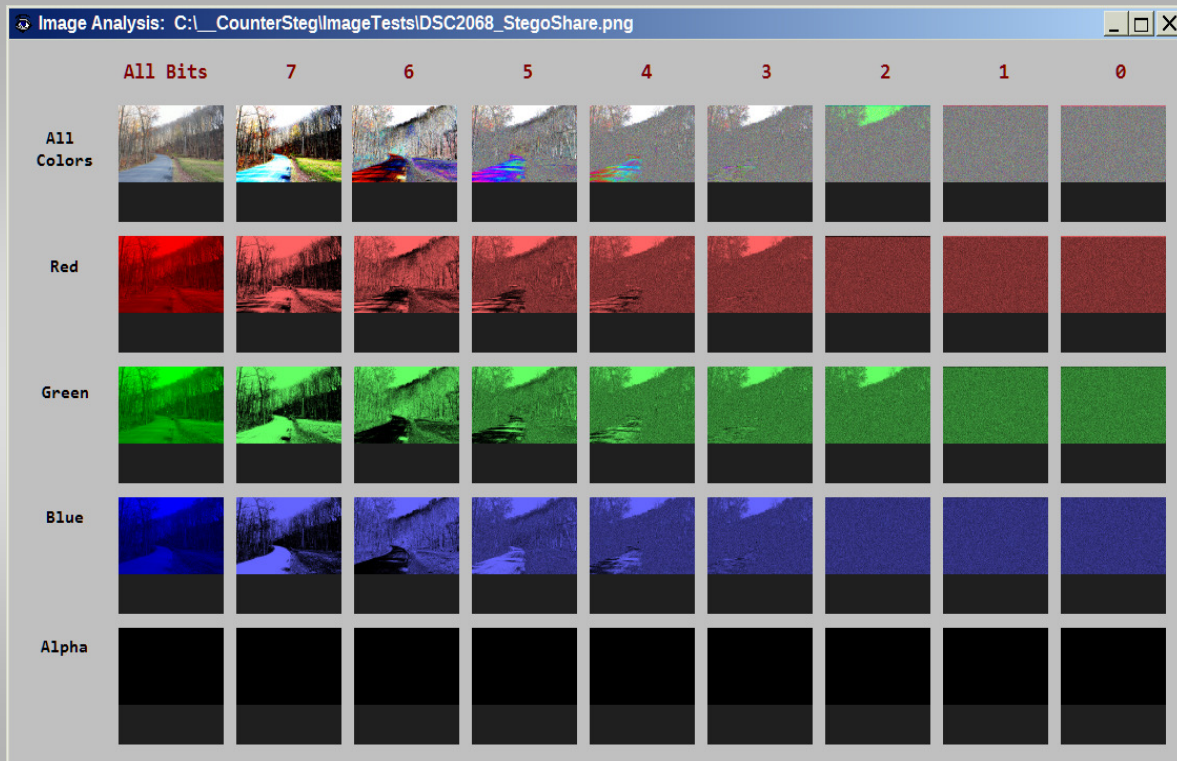 Image Analysis: C:\__CounterSteg\ImageTests\DSC2068_StegoShare.png
All Bits 7 6 5 4 3 2 1 0
All
Colors
Red
Green
Blue
Alpha